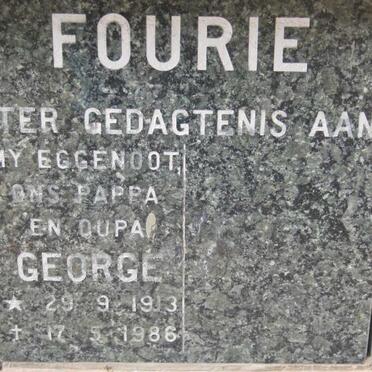 FOURIE
TER GEDAGTENIS AAN
MY EGGENOOT,
ONS PAPPA
EN OUPA
GEORGE
★ 29.9.1913
† 17.5.1986